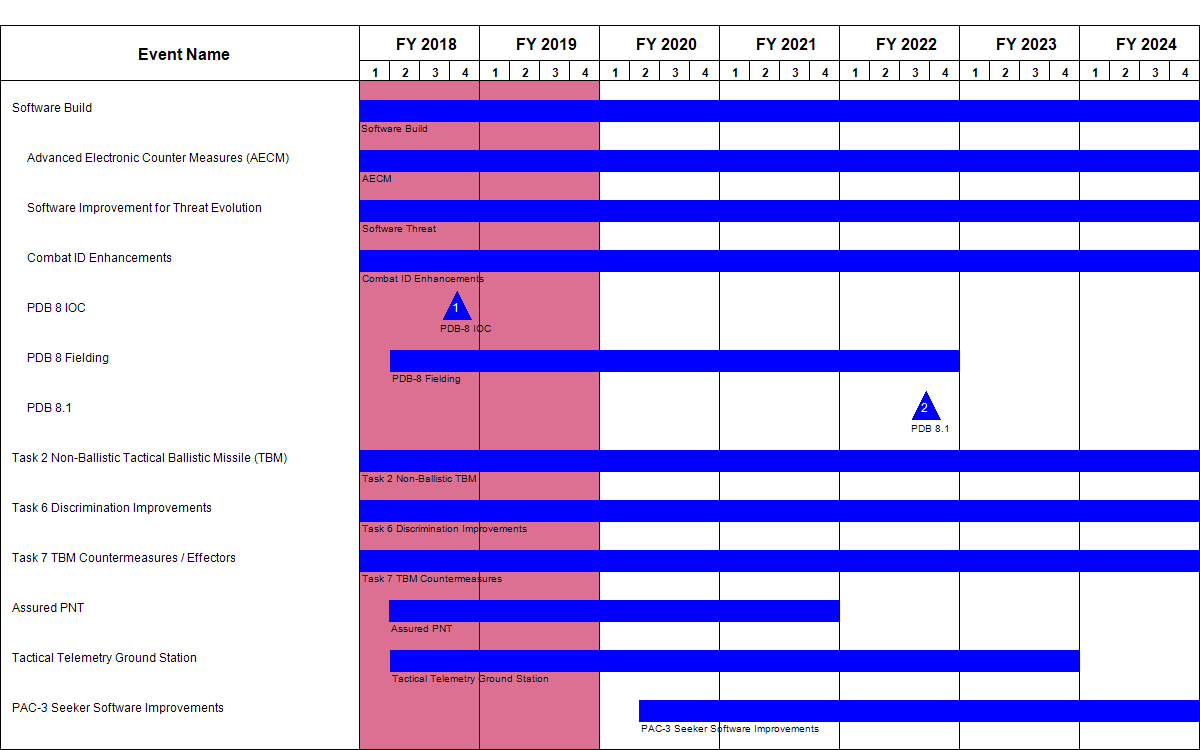 Event Name
FY 2018 FY 2019 FY 2020 FY 2021 FY 2022 FY 2023 FY 2024
1 2 3 4 1 2 3 4 1 2 3 4 1 2 3 4 1 2 3 4 1 2 3 4 1 2 3 4
Software Build
Software Build
Advanced Electronic Counter Measures (AECM)
AECM
Software Improvement for Threat Evolution
Software Threat
Combat ID Enhancements
Combat ID Enhancements
PDB 8 IOC
1
PDB-8 IOC
PDB 8 Fielding
PDB-8 Fielding
PDB 8.1
2
PDB 8.1
Task 2 Non-Ballistic Tactical Ballistic Missile (TBM)
Task 2 Non-Ballistic TBM
Task 6 Discrimination Improvements
Task 6 Discrimination Improvements
Task 7 TBM Countermeasures / Effectors
Task 7 TBM Countermeasures
Assured PNT
Assured PNT
Tactical Telemetry Ground Station
Tactical Telemetry Ground Station
PAC-3 Seeker Software Improvements
PAC-3 Seeker Software Improvements